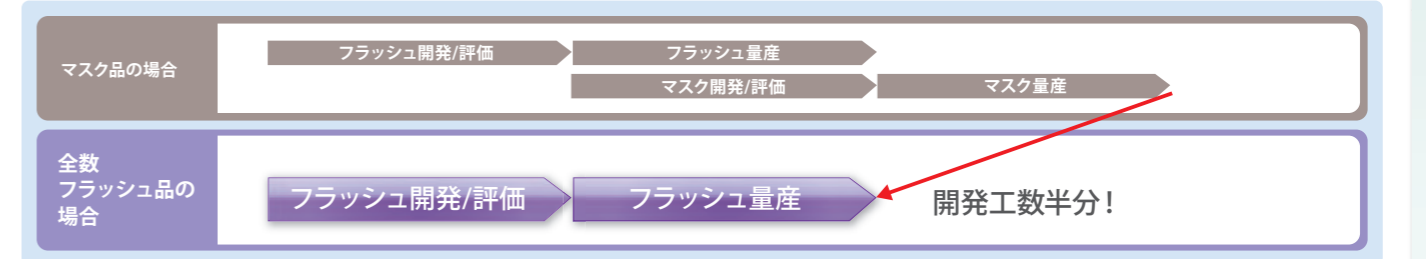 マスク品の場合
フラッシュ開発/評価
フラッシュ量産
マスク開発/評価
マスク量産
全数
フラッシュ品の
場合
フラッシュ開発/評価
フラッシュ量産
開発工数半分！